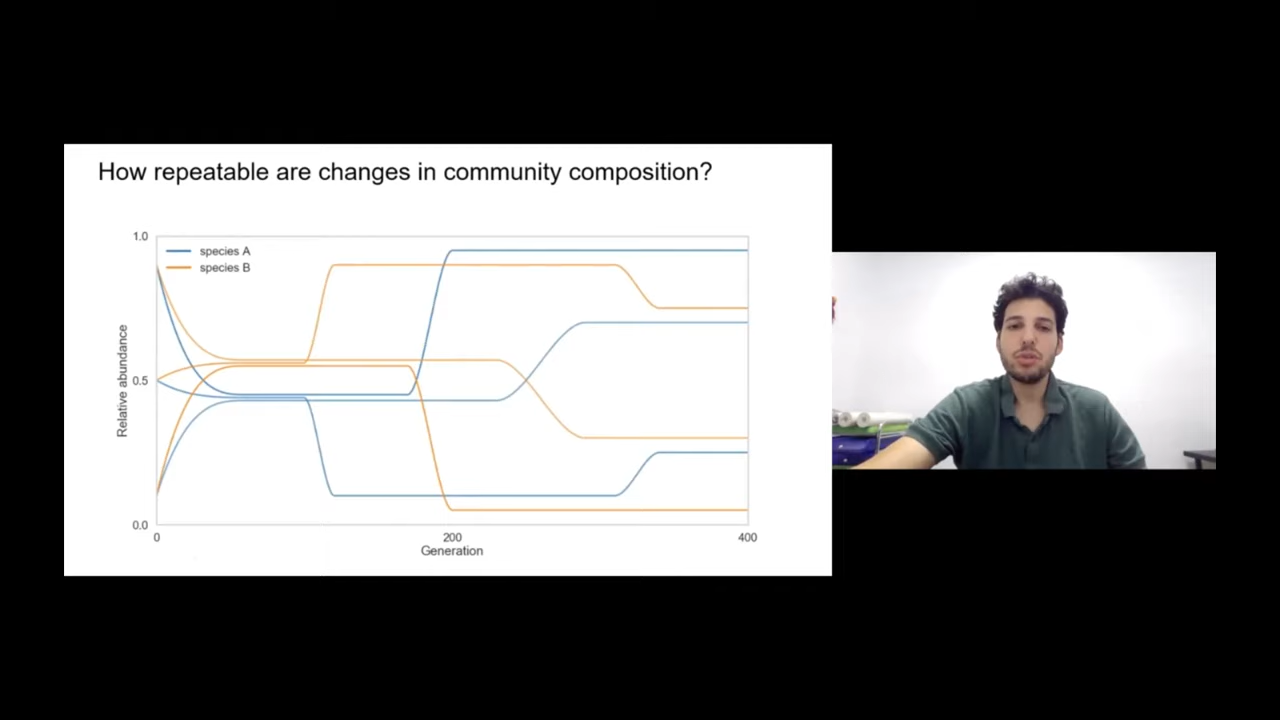 How repeatable are changes in community composition?
1.0
species A
species B
Relative abundance
0.5
0.0
0
200
400
Generation